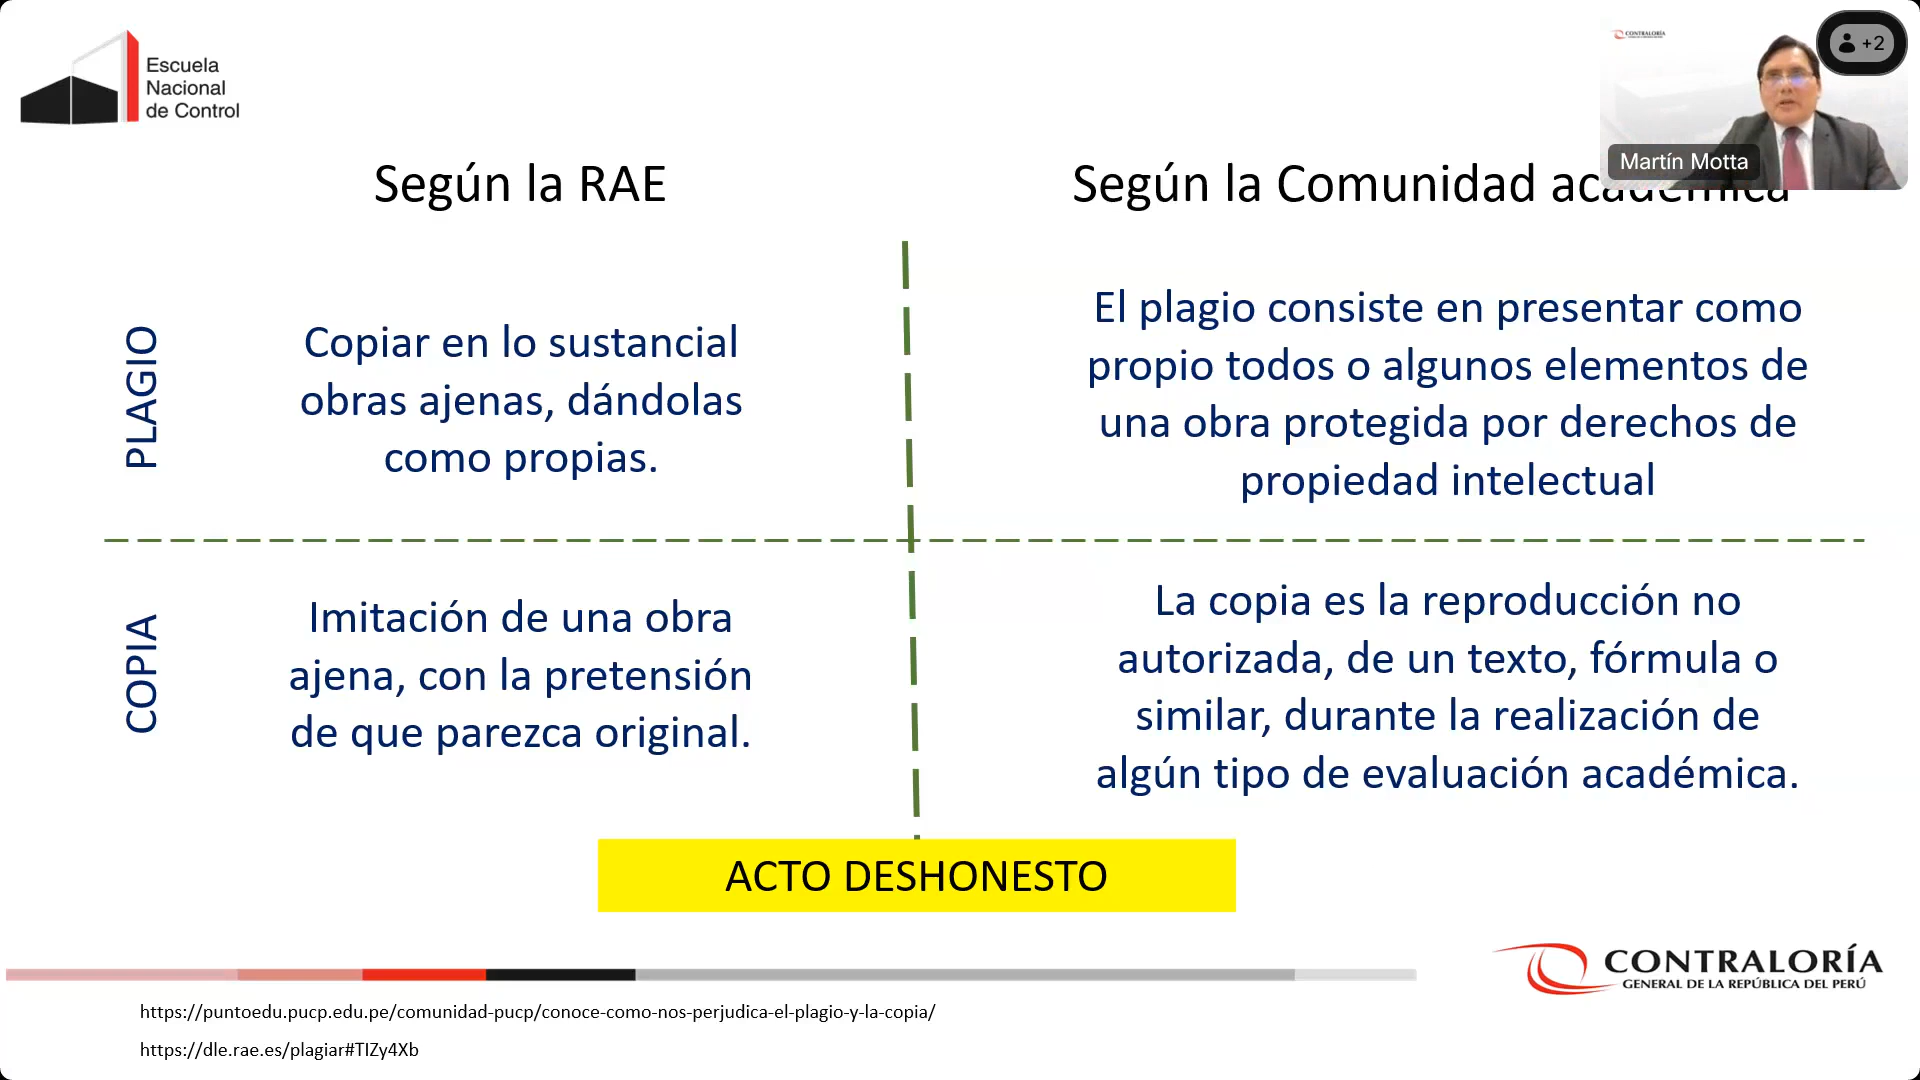 Escuela
Nacional
de Control
CONTRALORÍA
+2
Martín Motta
Según la RAE
Según la Comunidad académica
PLAGIO
Copiar en lo sustancial
obras ajenas, dándolas
como propias.
El plagio consiste en presentar como
propio todos o algunos elementos de
una obra protegida por derechos de
propiedad intelectual
COPIA
Imitación de una obra
ajena, con la pretensión
de que parezca original.
La copia es la reproducción no
autorizada, de un texto, fórmula o
similar, durante la realización de
algún tipo de evaluación académica.
ACTO DESHONESTO
CONTRALORÍA
GENERAL DE LA REPÚBLICA DEL PERÚ
https://puntoedu.pucp.edu.pe/comunidad-pucp/conoce-como-nos-perjudica-el-plagio-y-la-copia/
https://dle.rae.es/plagiar#TIZy4Xb